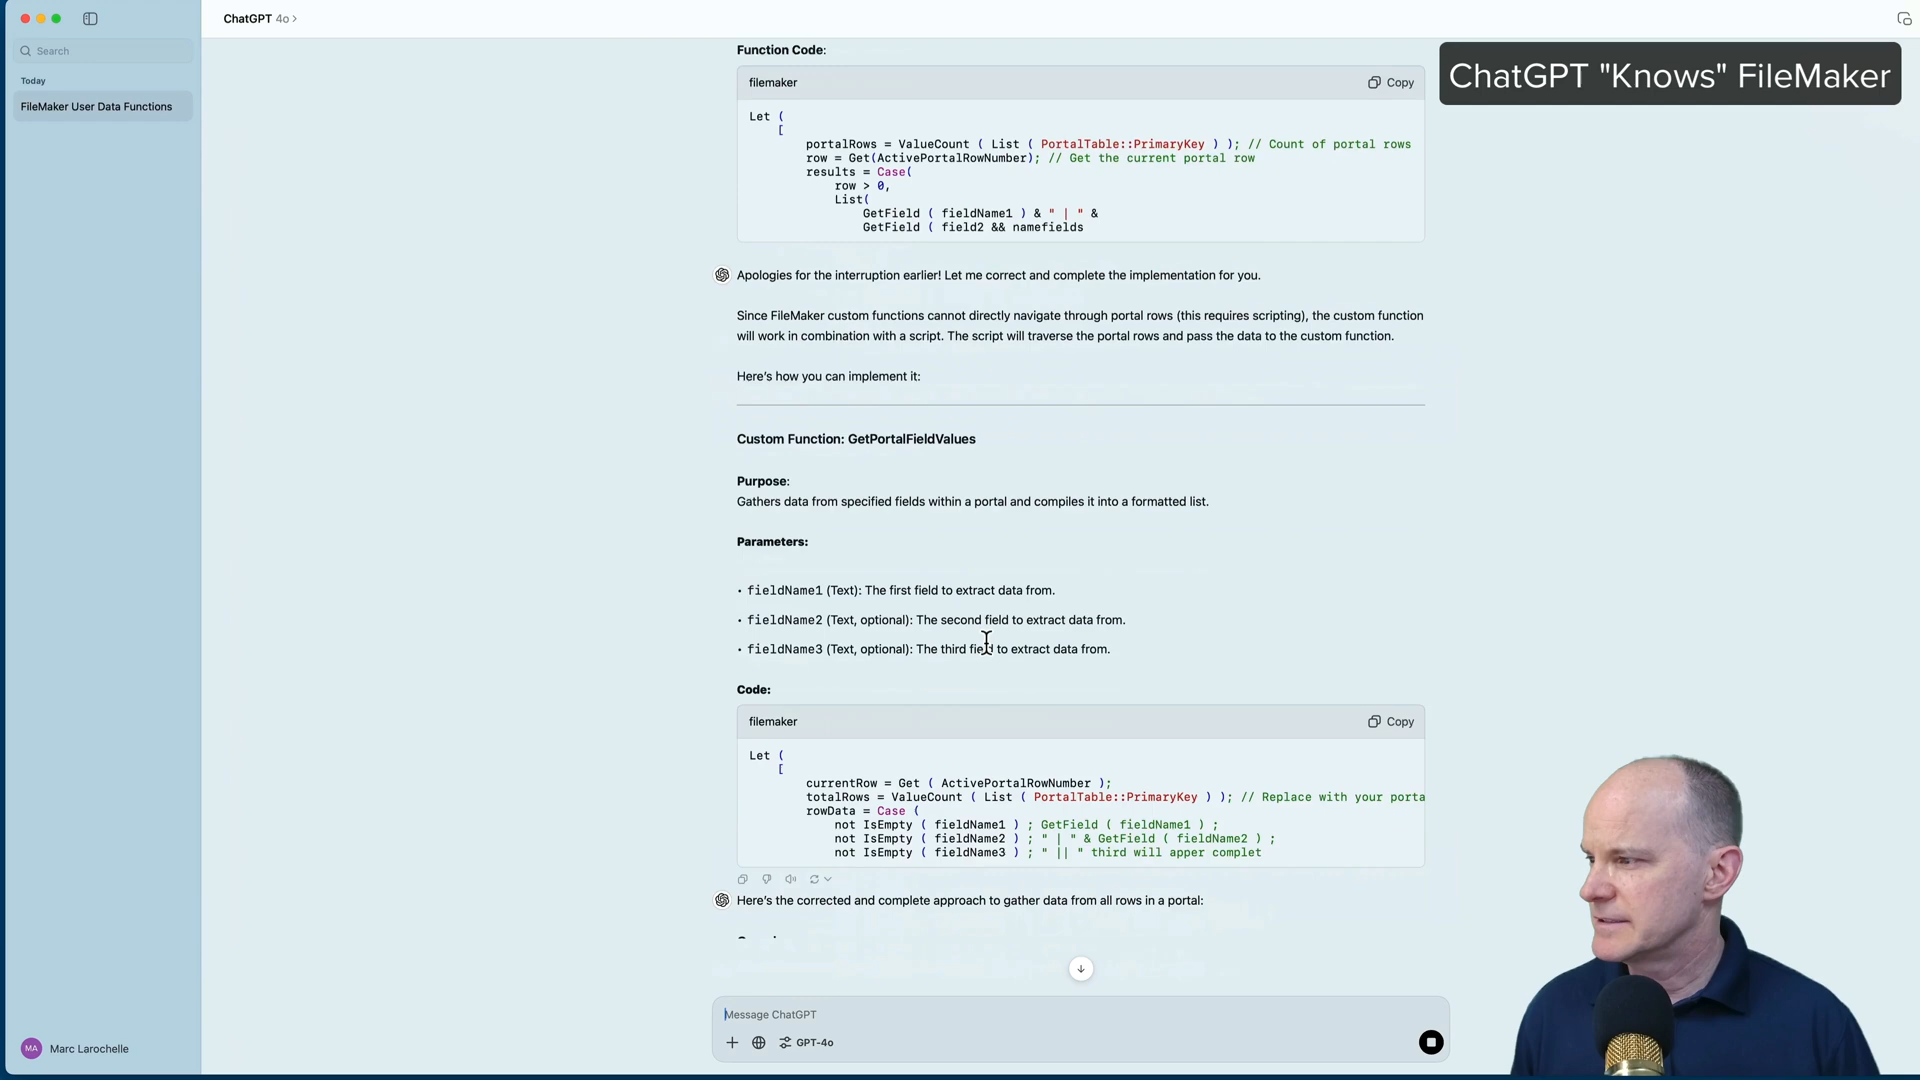 ChatGPT 4o >
Search
Today
FileMaker User Data Functions
ChatGPT "Knows" FileMaker
Function Code:
filemaker
Copy
Let (
[
portalRows = ValueCount ( List ( PortalTable::PrimaryKey ) ); // Count of portal rows
row = Get(ActivePortalRowNumber); // Get the current portal row
results = Case(
row > 0,
List(
GetField ( fieldName1 ) & " | " &
GetField ( field2 && namefields
Apologies for the interruption earlier! Let me correct and complete the implementation for you.
Since FileMaker custom functions cannot directly navigate through portal rows (this requires scripting), the custom function
will work in combination with a script. The script will traverse the portal rows and pass the data to the custom function.
Here's how you can implement it:
Custom Function: GetPortalFieldValues
Purpose:
Gathers data from specified fields within a portal and compiles it into a formatted list.
Parameters:
• fieldName1 (Text): The first field to extract data from.
• fieldName2 (Text, optional): The second field to extract data from.
• fieldName3 (Text, optional): The third field to extract data from.
Code:
filemaker
Copy
Let (
[
currentRow = Get ( ActivePortalRowNumber );
totalRows = ValueCount ( List ( PortalTable::PrimaryKey ) ); // Replace with your porta
rowData = Case (
not IsEmpty ( fieldName1 ) ; GetField ( fieldName1 ) ;
not IsEmpty ( fieldName2 ) ; " | " & GetField ( fieldName2 ) ;
not IsEmpty ( fieldName3 ) ; " || " third will apper complet
Here's the corrected and complete approach to gather data from all rows in a portal:
Message ChatGPT
GPT-4o
MA
Marc Larochelle